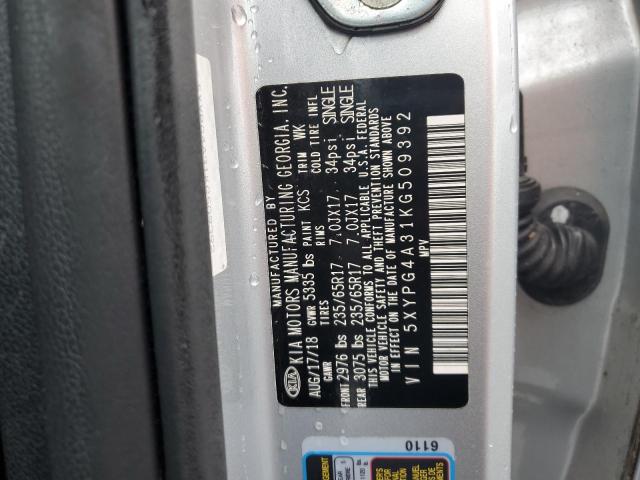 MANUFACTURED BY
KIA KIA MOTORS MANUFACTURING GEORGIA, INC.
AUG/17/18 GVWR 5335 lbs PAINT KCS TRIM WK
GAWR TIRES RIMS COLD TIRE INFL
FRONT 2976 lbs 235/65R17 7.0JX17 34psi SINGLE
REAR 3075 lbs 235/65R17 7.0JX17 34psi SINGLE
THIS VEHICLE CONFORMS TO ALL APPLICABLE U.S.A. FEDERAL
MOTOR VEHICLE SAFETY AND THEFT PREVENTION STANDARDS
IN EFFECT ON THE DATE OF MANUFACTURE SHOWN ABOVE
VIN 5XYPG4A31KG509392
MPV
6110